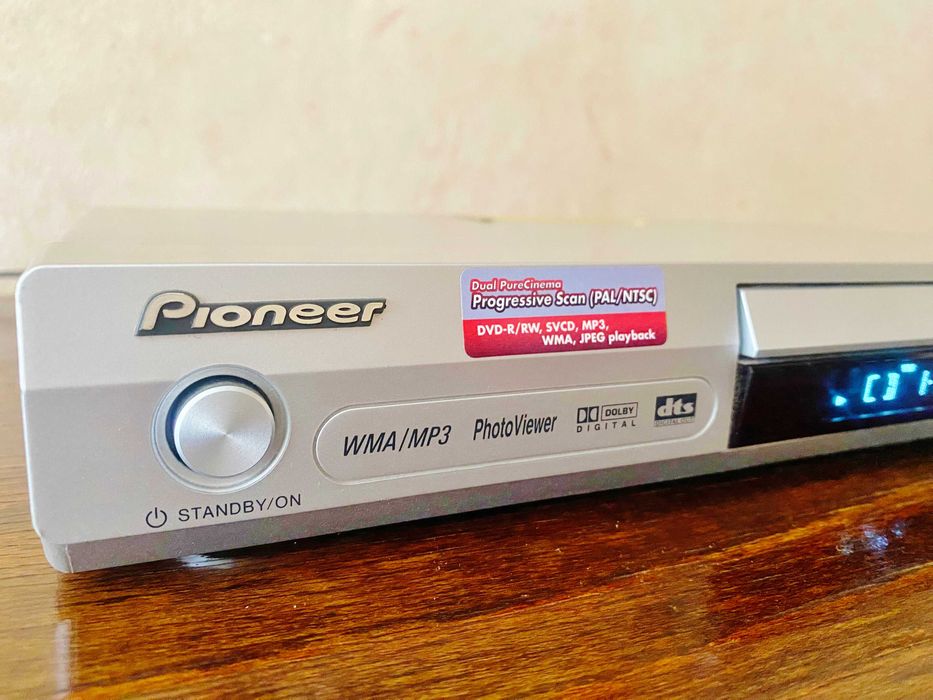 Pioneer
Dual PureCinema
Progressive Scan (PAL/NTSC)
DVD-R/RW, SVCD, MP3,
WMA, JPEG playback
WMA/MP3
PhotoViewer
DOLBY
DIGITAL
dts
STANDBY/ON
CD